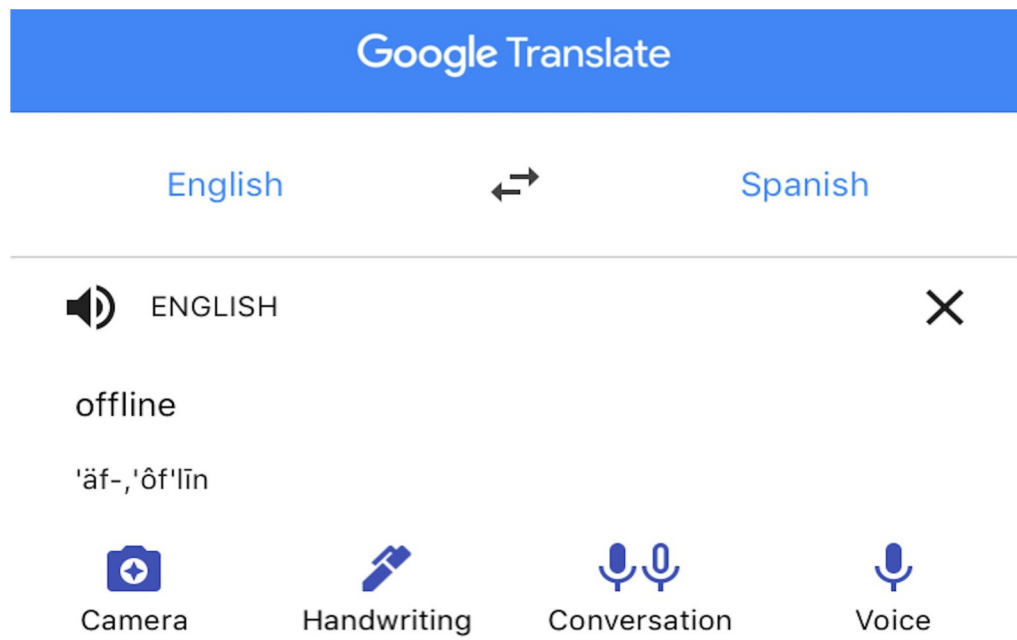 Google Translate
English Spanish
ENGLISH
offline
'äf-,'ôf'līn
Camera Handwriting Conversation Voice